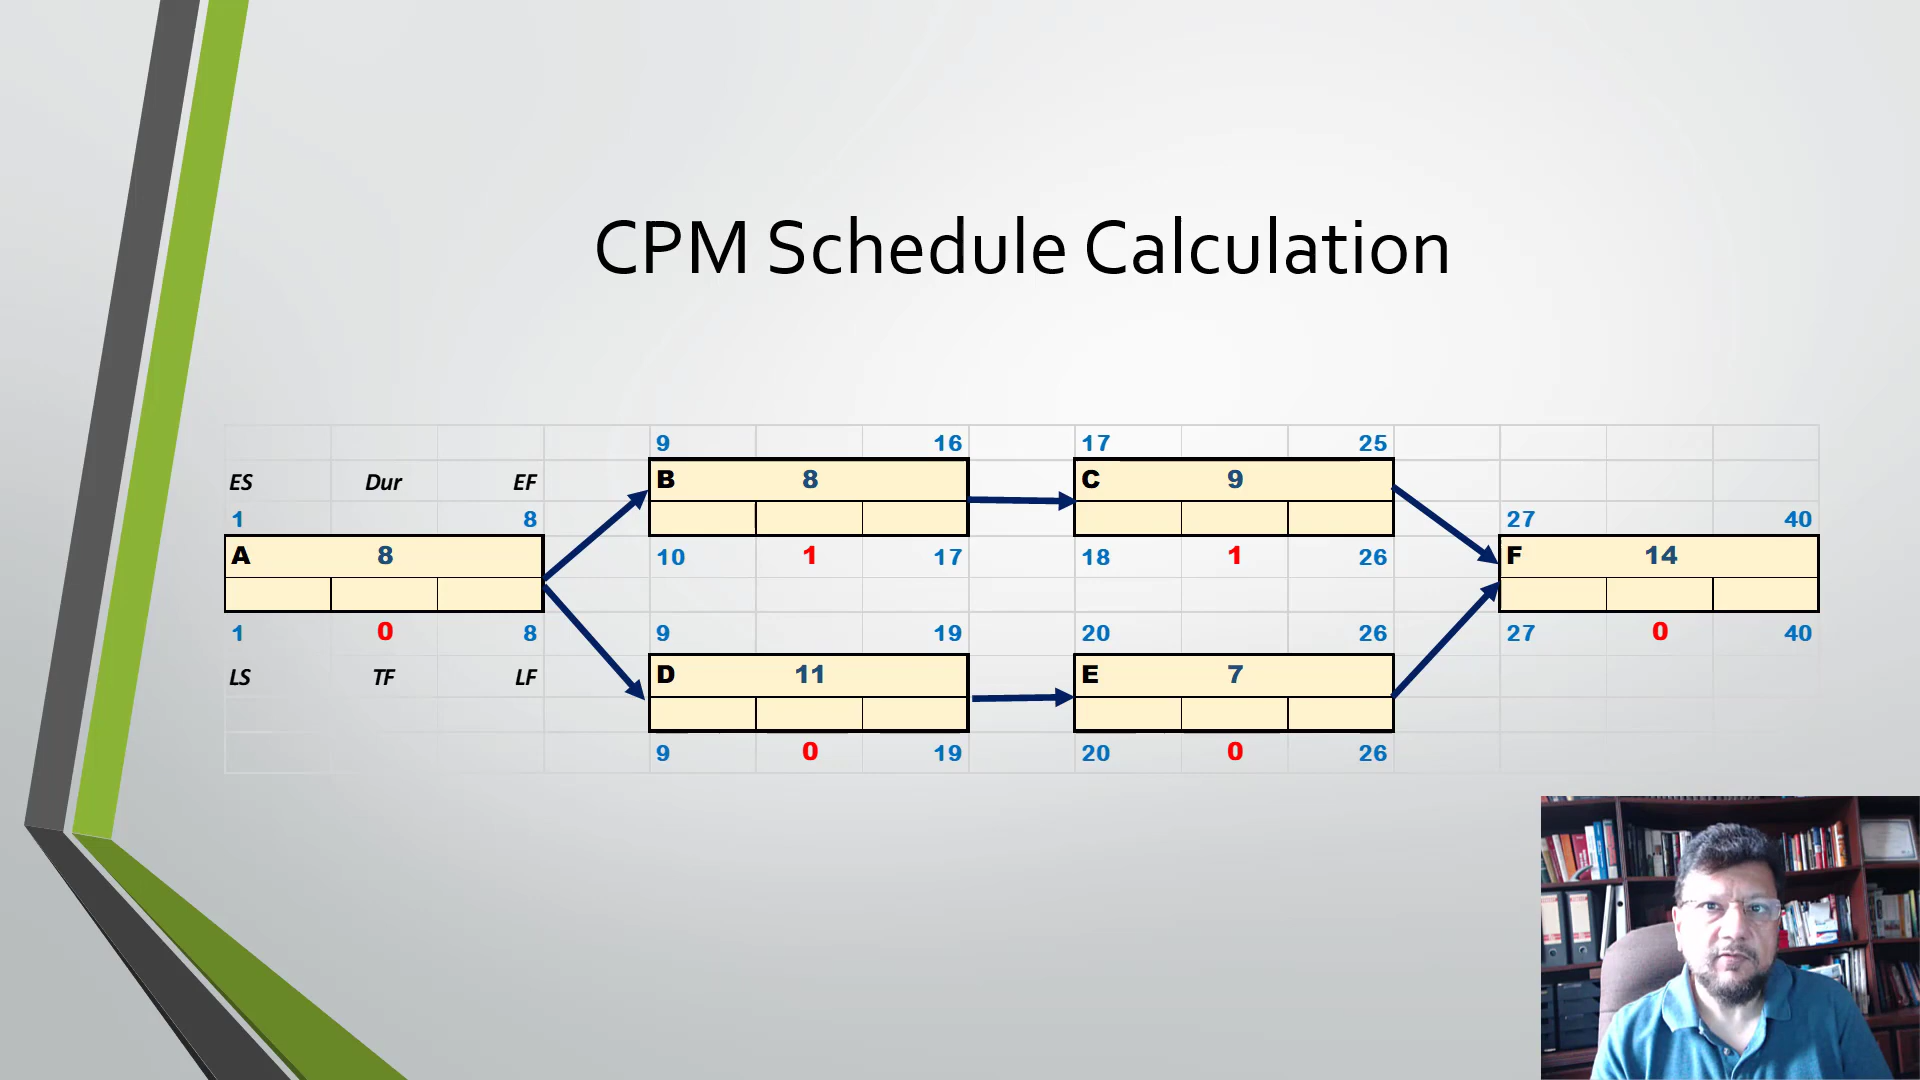 CPM Schedule Calculation
9 16 17 25
ES Dur EF B 8 C 9
1 8 27 40
A 8 F 14
10 1 17 18 1 26
1 0 8 9 19 20 26 27 0 40
LS TF LF D 11 E 7
9 0 19 20 0 26